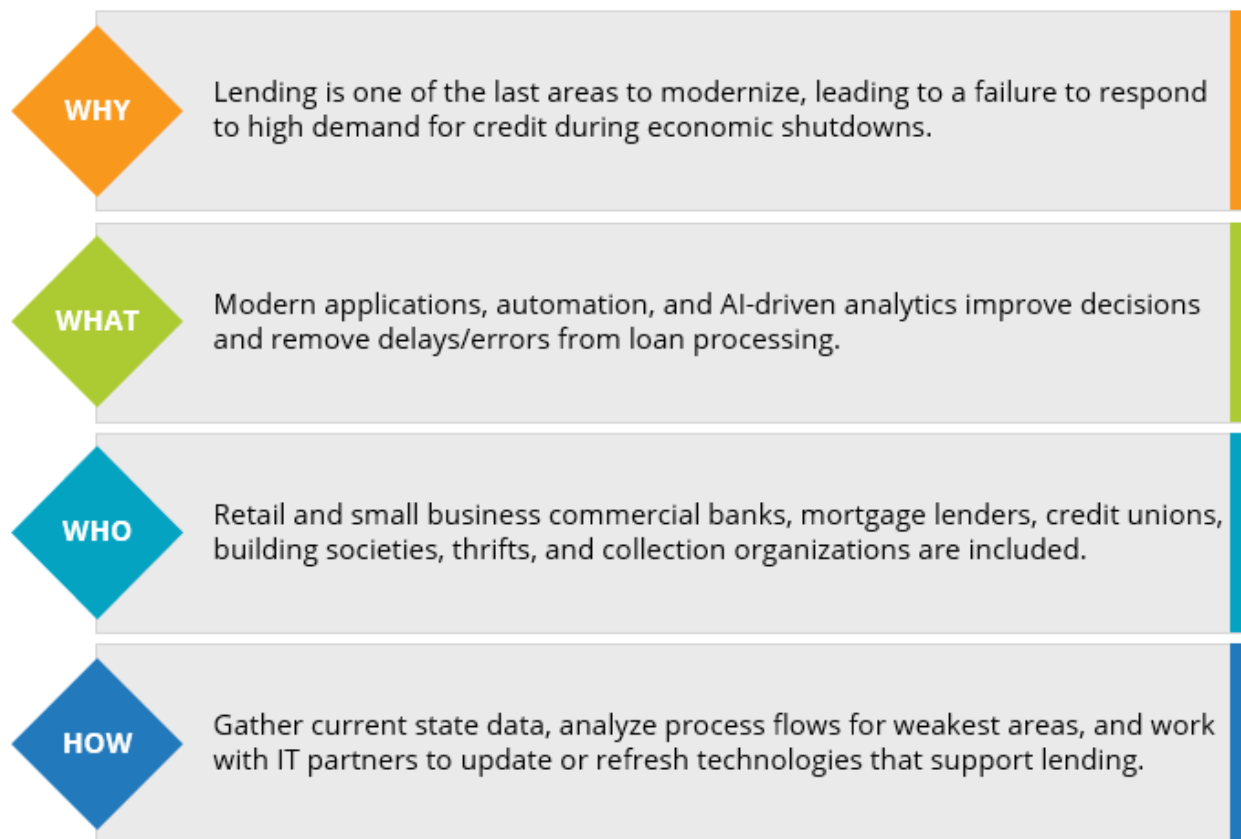 WHY
Lending is one of the last areas to modernize, leading to a failure to respond
to high demand for credit during economic shutdowns.
WHAT
Modern applications, automation, and AI-driven analytics improve decisions
and remove delays/errors from loan processing.
WHO
Retail and small business commercial banks, mortgage lenders, credit unions,
building societies, thrifts, and collection organizations are included.
HOW
Gather current state data, analyze process flows for weakest areas, and work
with IT partners to update or refresh technologies that support lending.